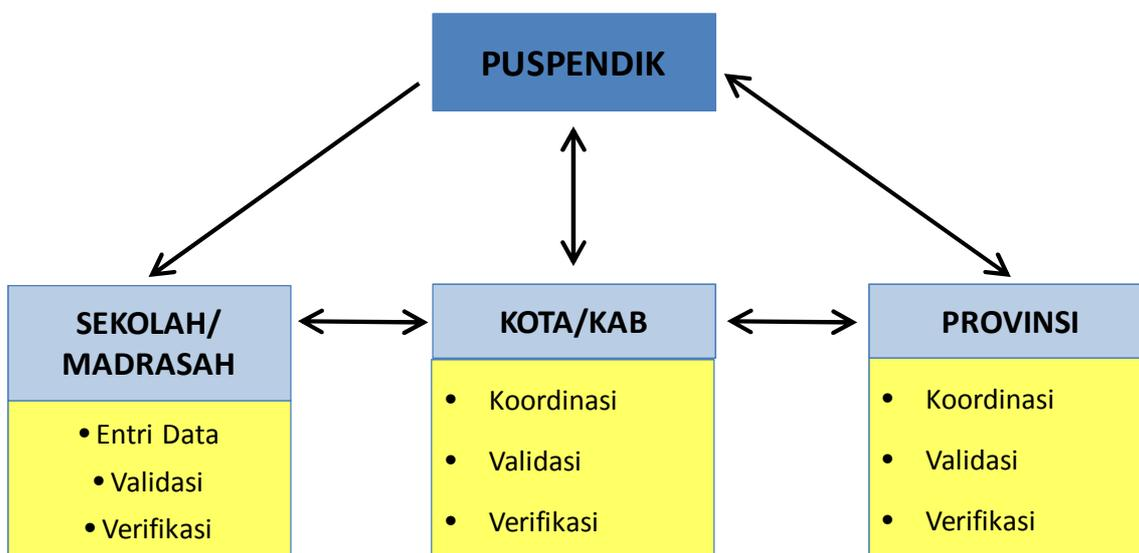 PUSPENDIK
SEKOLAH/
MADRASAH
• Entri Data
• Validasi
• Verifikasi
KOTA/KAB
• Koordinasi
• Validasi
• Verifikasi
PROVINSI
• Koordinasi
• Validasi
• Verifikasi